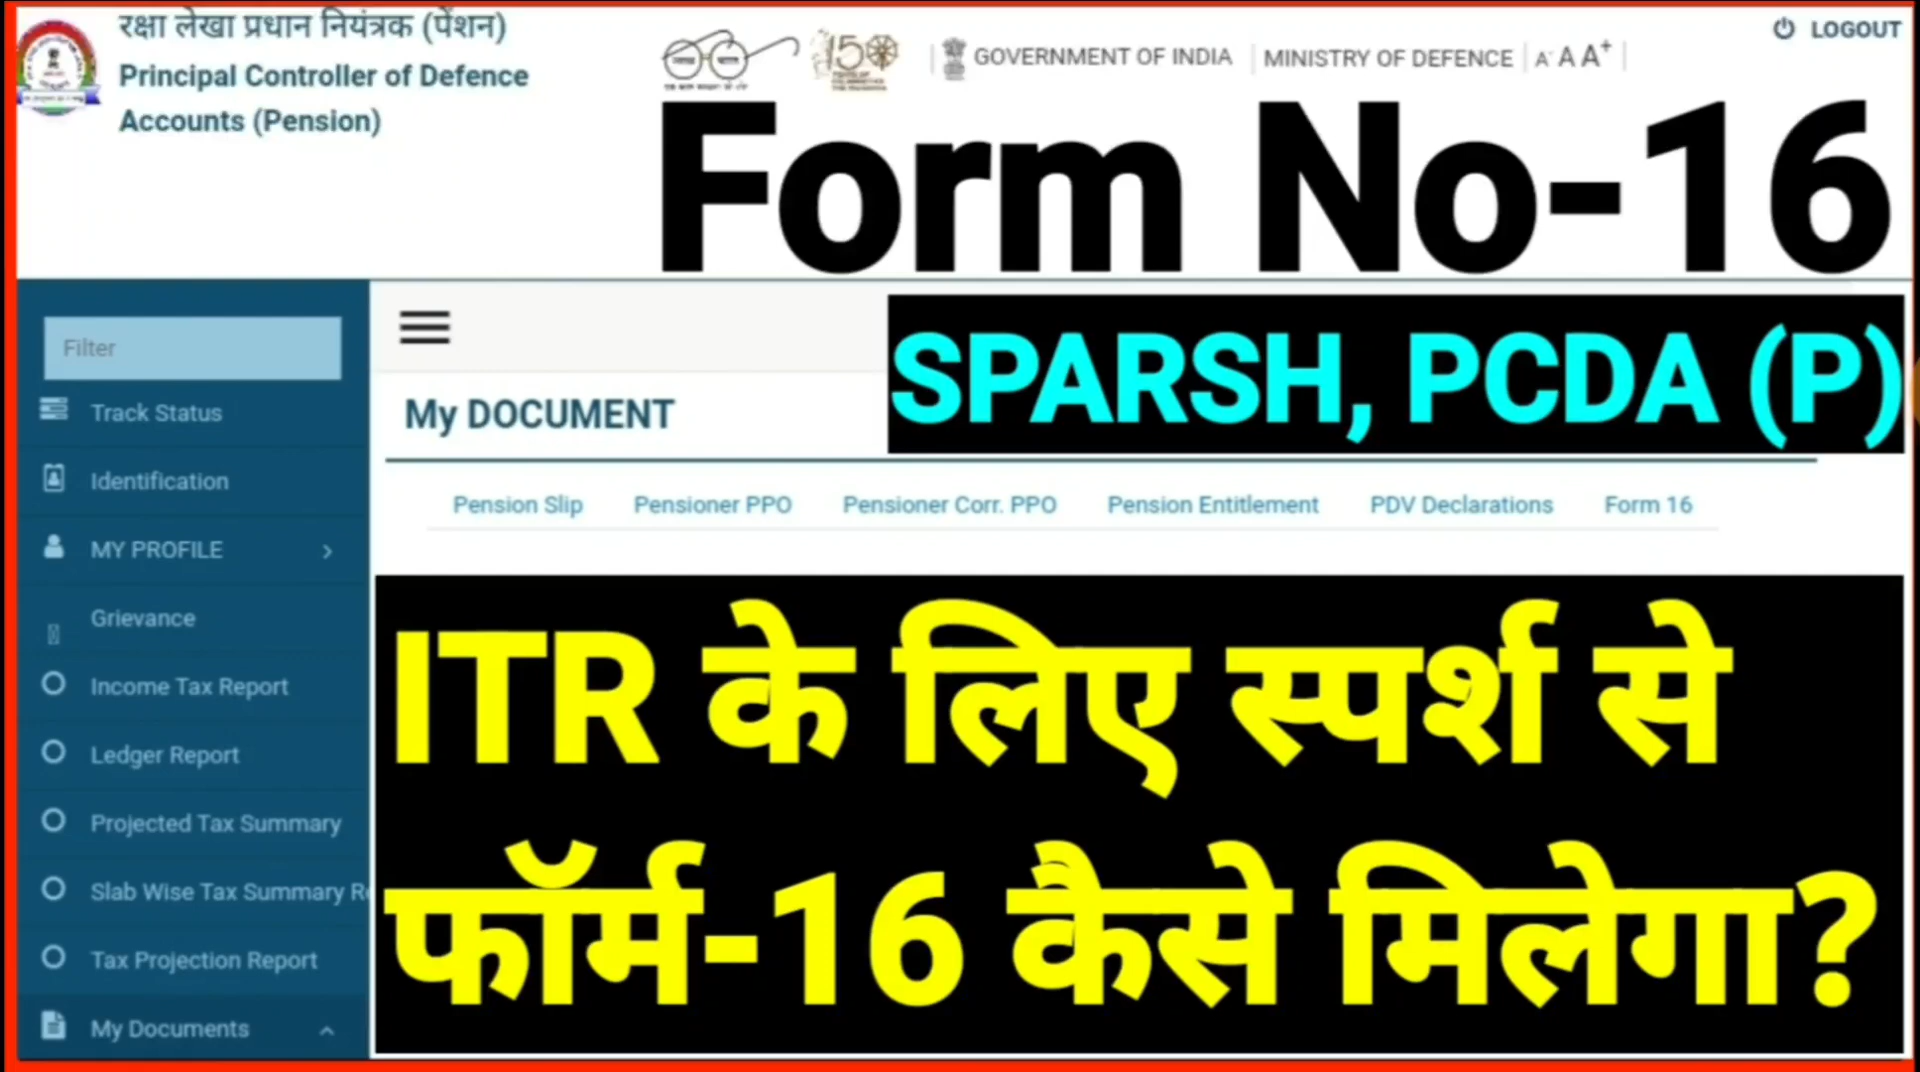 रक्षा लेखा प्रधान नियंत्रक (पेंशन)
Principal Controller of Defence
Accounts (Pension)
GOVERNMENT OF INDIA
MINISTRY OF DEFENCE
A- A A+
LOGOUT
Form No-16
SPARSH, PCDA (P)
Filter
Track Status
Identification
MY PROFILE
Grievance
Income Tax Report
Ledger Report
Projected Tax Summary
Slab Wise Tax Summary
Tax Projection Report
My Documents
My DOCUMENT
Pension Slip Pensioner PPO Pensioner Corr. PPO Pension Entitlement PDV Declarations Form 16
ITR के लिए स्पर्श से
फॉर्म-16 कैसे मिलेगा?